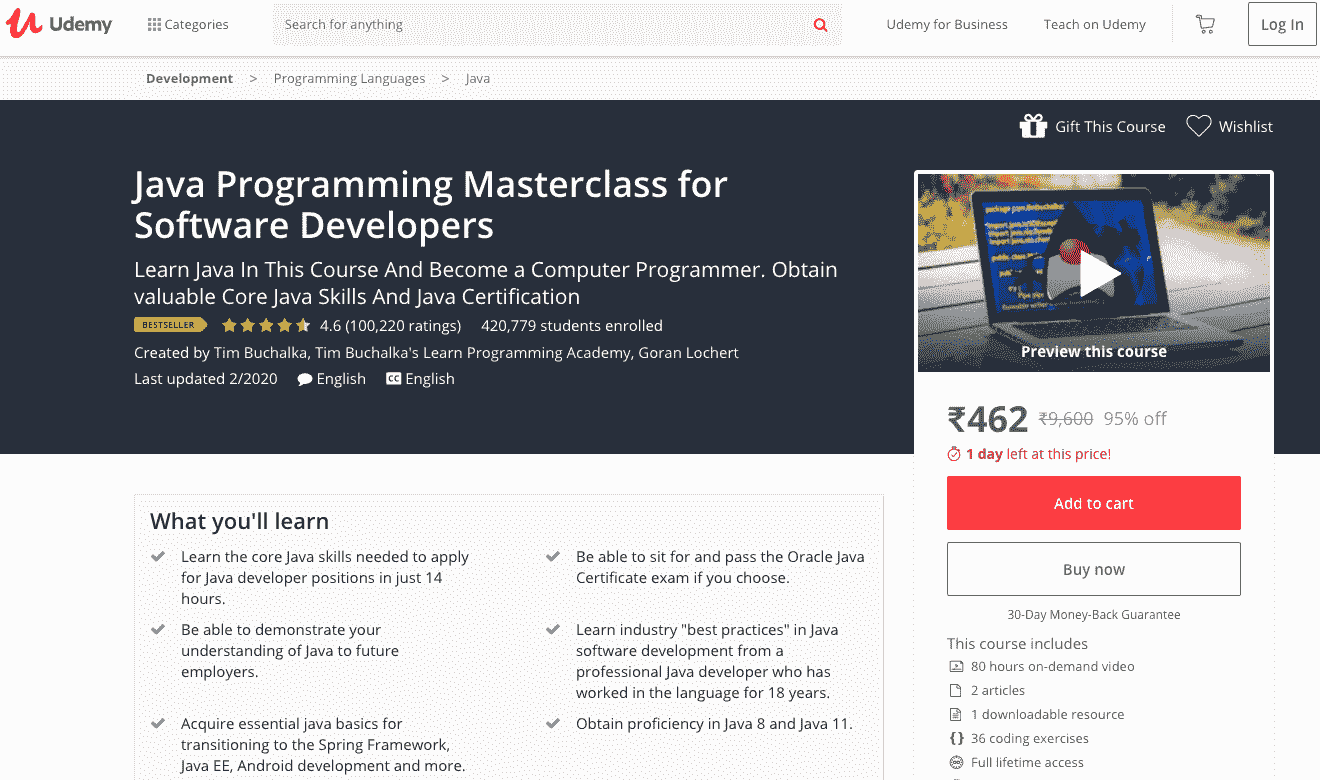 Udemy
Categories
Search for anything
Udemy for Business
Teach on Udemy
Log In
Development > Programming Languages > Java
Gift This Course
Wishlist
Java Programming Masterclass for
Software Developers
Learn Java In This Course And Become a Computer Programmer. Obtain
valuable Core Java Skills And Java Certification
BESTSELLER 4.6 (100,220 ratings) 420,779 students enrolled
Created by Tim Buchalka, Tim Buchalka's Learn Programming Academy, Goran Lochert
Last updated 2/2020 English CC English
Preview this course
₹462 ₹9,600 95% off
1 day left at this price!
Add to cart
Buy now
30-Day Money-Back Guarantee
This course includes
80 hours on-demand video
2 articles
1 downloadable resource
36 coding exercises
Full lifetime access
What you'll learn
Learn the core Java skills needed to apply
for Java developer positions in just 14
hours.
Be able to sit for and pass the Oracle Java
Certificate exam if you choose.
Be able to demonstrate your
understanding of Java to future
employers.
Learn industry "best practices" in Java
software development from a
professional Java developer who has
worked in the language for 18 years.
Acquire essential java basics for
transitioning to the Spring Framework,
Java EE, Android development and more.
Obtain proficiency in Java 8 and Java 11.